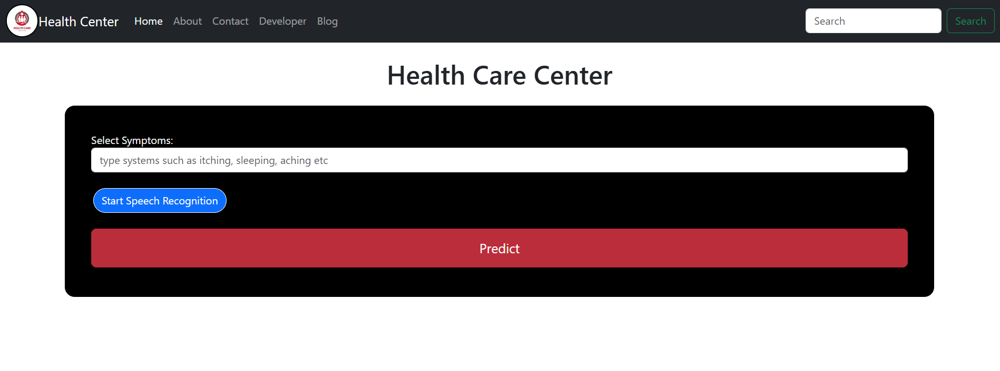 HEALTH CARE
Health Center
Home
About
Contact
Developer
Blog
Search
Search
Health Care Center
Select Symptoms:
type systems such as itching, sleeping, aching etc
Start Speech Recognition
Predict